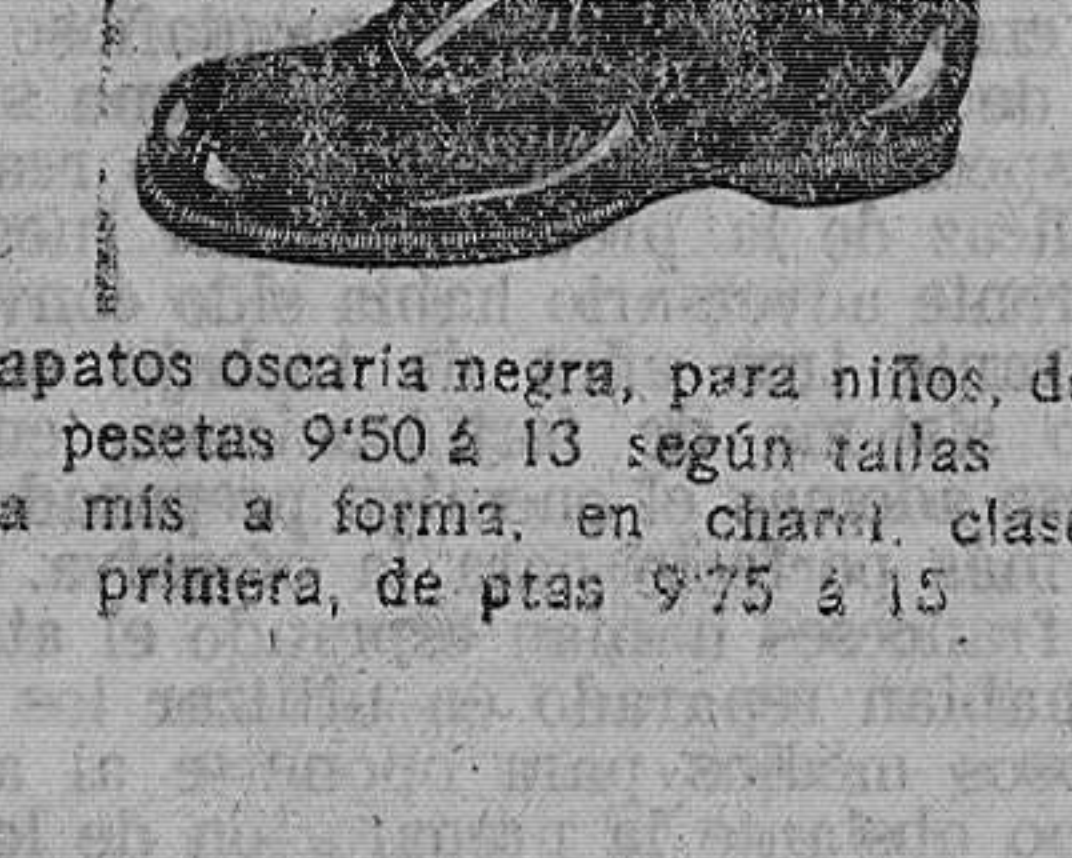 apatos oscaría negra, para niños, d
pesetas 9'50 á 13 según tallas
a mis a forma, en charol, clas
primera, de ptas 9'75 á 15